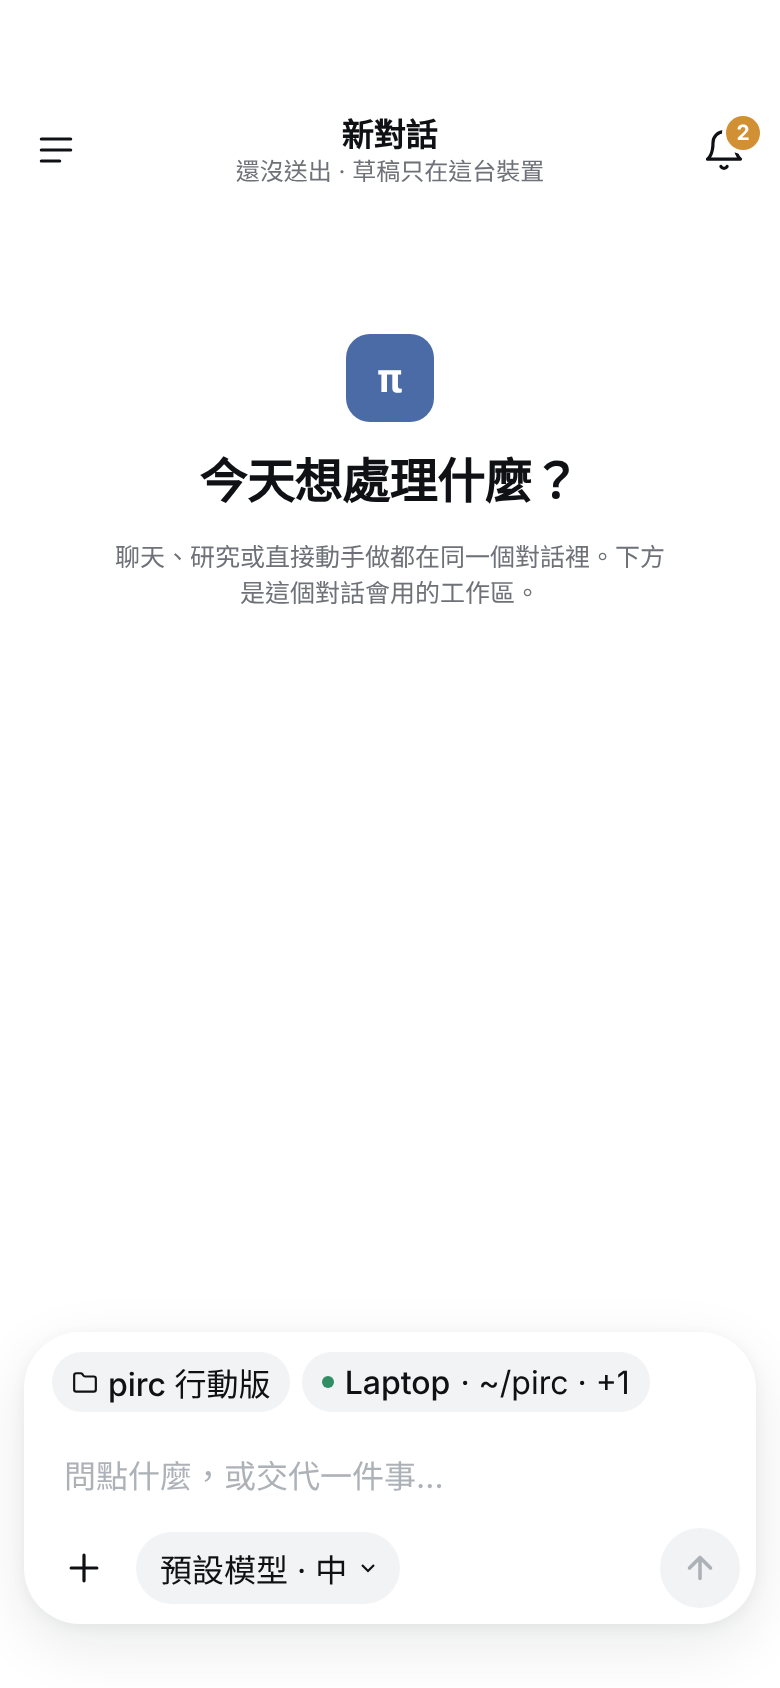 新對話
還沒送出 · 草稿只在這台裝置
2
π
今天想處理什麼？
聊天、研究或直接動手做都在同一個對話裡。下方
是這個對話會用的工作區。
pirc 行動版
Laptop · ~/pirc · +1
問點什麼，或交代一件事...
預設模型 · 中